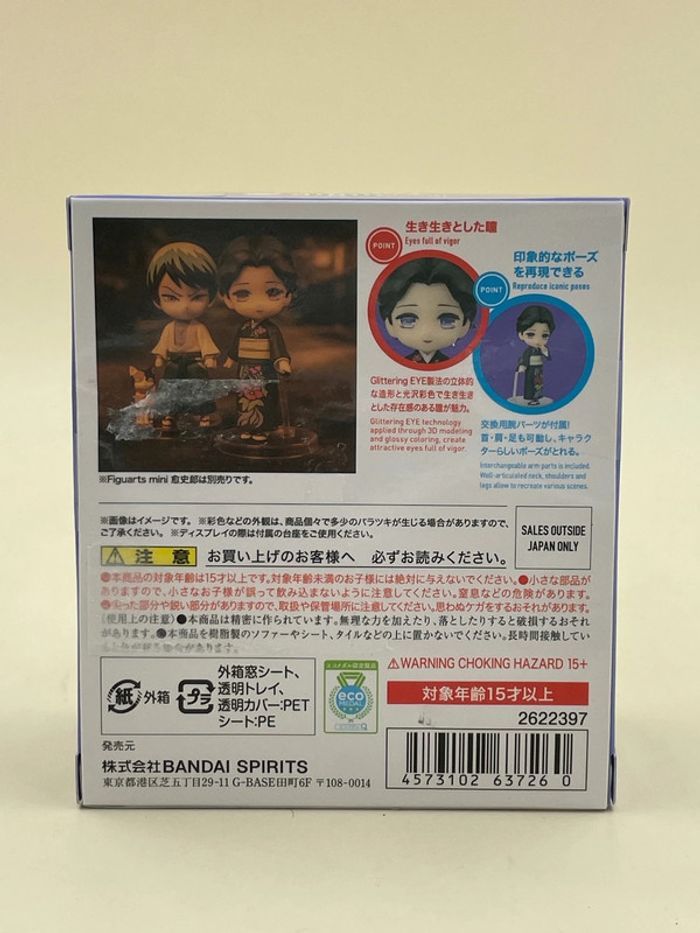 POINT
生き生きとした瞳
Eyes full of vigor
Glittering EYE製法の立体的
な造形と光沢彩色で生き生き
とした存在感のある瞳が魅力。
Glittering EYE technology
applied through 3D modeling
and glossy coloring, create
attractive eyes full of vigor.
POINT
印象的なポーズ
を再現できる
Reproduce iconic poses
交換用腕パーツが付属!
首・肩・足も可動し、キャラク
ターらしいポーズがとれる。
Interchangeable arm parts is included.
Well-articulated neck, shoulders and
legs allow to recreate various scenes.
※Figuarts mini 愈史郎は別売りです。
※画像はイメージです。 ※彩色などの外観は、商品個々で多少のバラツキが生じる場合がありますので、
ご了承ください。 ※ディスプレイの際は付属の台座をご使用ください。
SALES OUTSIDE
JAPAN ONLY
注意 お買い上げのお客様へ 必ずお読みください。
●本商品の対象年齢は15才以上です。対象年齢未満のお子様には絶対に与えないでください。●小さな部品が
ありますので、小さなお子様が誤って飲み込まないように注意してください。窒息などの危険があります。
●尖った部分や鋭い部分がありますので、取扱や保管場所に注意してください。思わぬケガをするおそれがあります。
〈使用上の注意〉●本商品は精密に作られています。無理な力を加えたり、落としたりすると破損するおそれ
があります。●本商品を樹脂製のソファーやシート、タイルなどの上に置かないでください。長時間接触してい
紙 外箱
プラ
外箱窓シート、
透明トレイ、
透明カバー:PET
シート:PE
エコメダル認定製品
eco
MEDAL
⚠WARNING CHOKING HAZARD 15+
対象年齢15才以上
2622397
発売元
株式会社BANDAI SPIRITS
東京都港区芝五丁目29-11 G-BASE田町6F 〒108-0014
4573102 63726 0